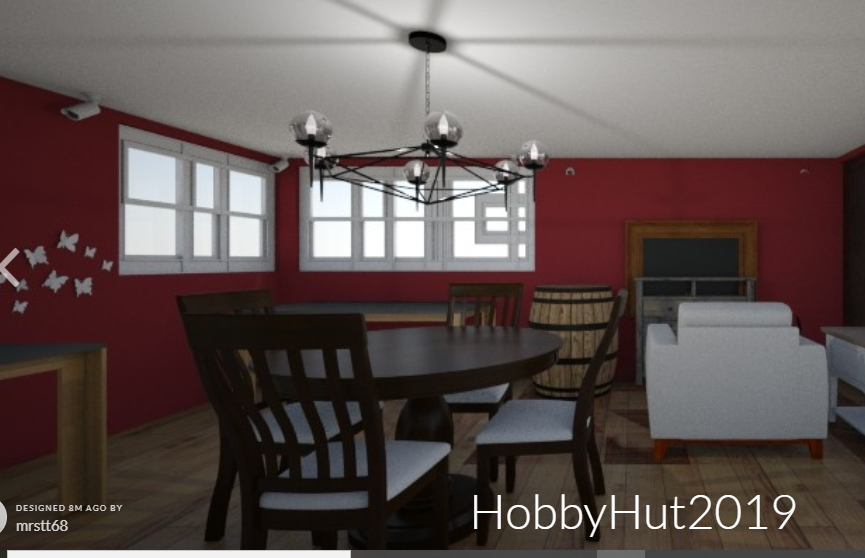 DESIGNED 8M AGO BY
mrstt68
HobbyHut2019